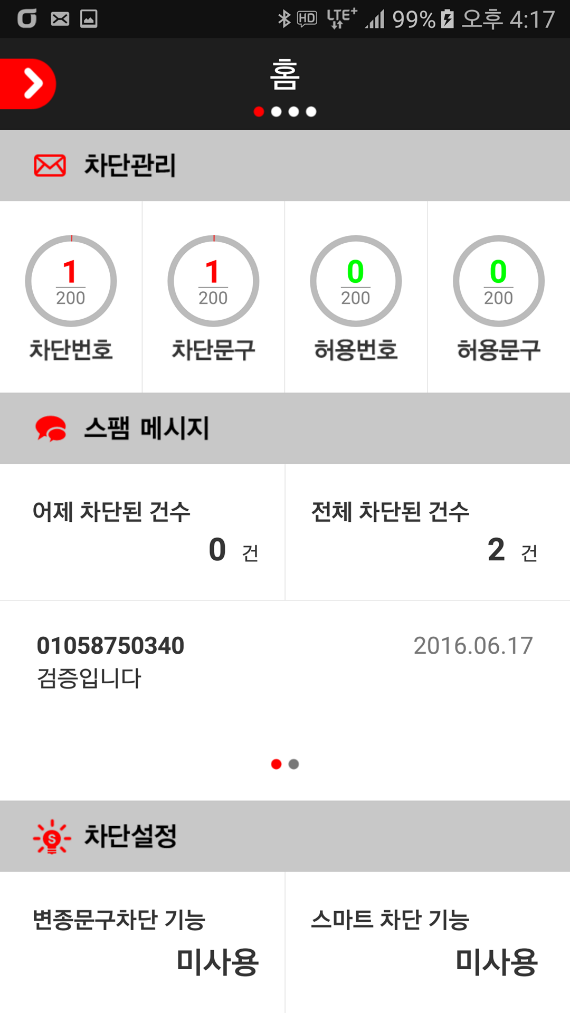 HD LTE+ 99% 오후 4:17
홈
차단관리
1 1 0 0
200 200 200 200
차단번호 차단문구 허용번호 허용문구
스팸 메시지
어제 차단된 건수 전체 차단된 건수
0 건 2 건
01058750340 2016.06.17
검증입니다
S 차단설정
변종문구차단 기능 스마트 차단 기능
미사용 미사용